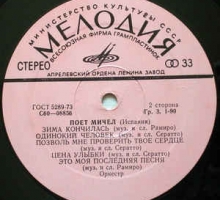 МИНИСТЕРСТВО КУЛЬТУРЫ СССР
МЕЛОДИЯ
ВСЕСОЮЗНАЯ ФИРМА ГРАМПЛАСТИНОК
СТЕРЕО
33
АПРЕЛЕВСКИЙ ОРДЕНА ЛЕНИНА ЗАВОД
ГОСТ 5289-73
2 сторона
С60—06836
Гр. 3. 1-90
ПОЕТ МИЧЕЛ (Испания)
ЗИМА КОНЧИЛАСЬ (муз. и сл. Рамиро)
ОДИНОКИЙ ЧЕЛОВЕК (муз. и сл. Сератто)
ПОЗВОЛЬ МНЕ ПРОВЕРИТЬ ТВОЕ СЕРДЦЕ
(муз. и сл. Сератто)
ЦЕНА УЛЫБКИ (муз. и сл. Сератто)
ЭТО МОЯ ПОСЛЕДНЯЯ ПЕСНЯ
(муз. и сл. Рамиро)
Оркестр